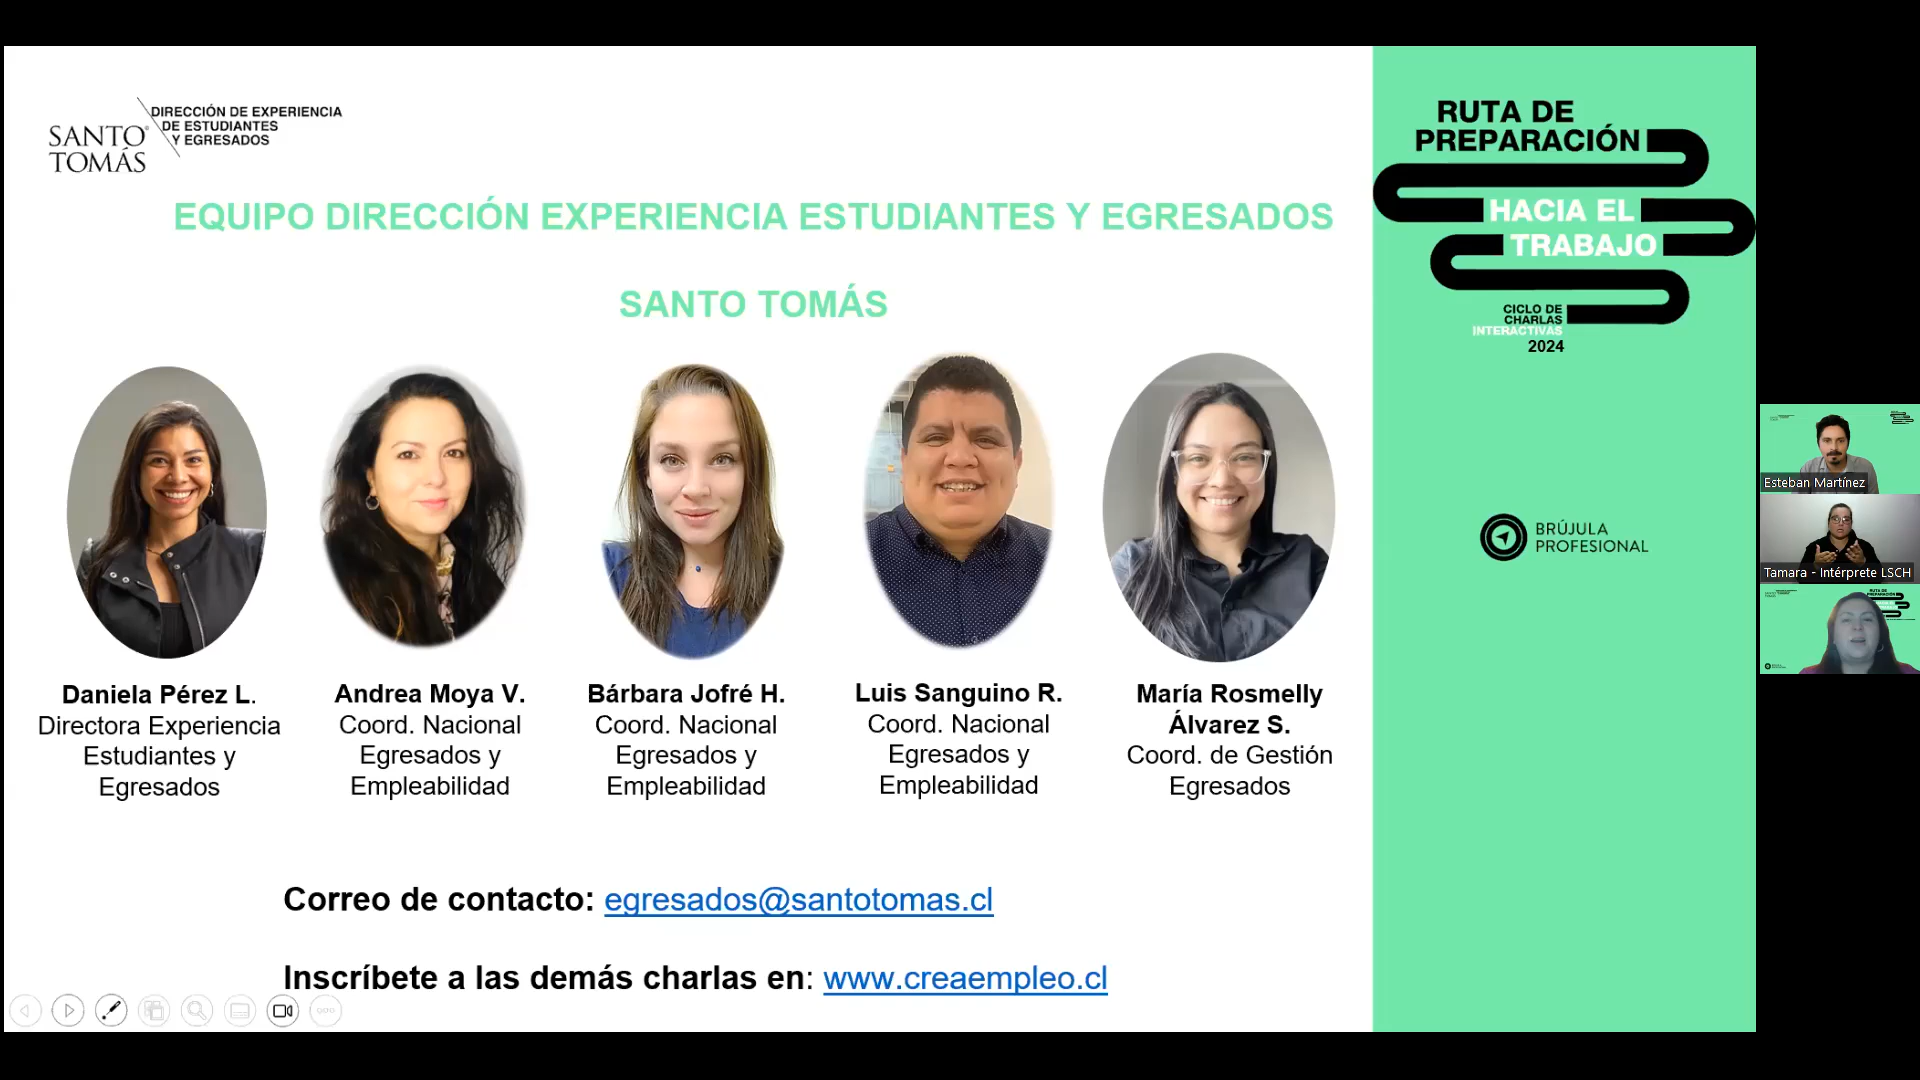 SANTO
TOMÁS
DIRECCIÓN DE EXPERIENCIA
DE ESTUDIANTES
Y EGRESADOS
EQUIPO DIRECCIÓN EXPERIENCIA ESTUDIANTES Y EGRESADOS
SANTO TOMÁS
Daniela Pérez L.
Directora Experiencia
Estudiantes y
Egresados
Andrea Moya V.
Coord. Nacional
Egresados y
Empleabilidad
Bárbara Jofré H.
Coord. Nacional
Egresados y
Empleabilidad
Luis Sanguino R.
Coord. Nacional
Egresados y
Empleabilidad
María Rosmelly
Álvarez S.
Coord. de Gestión
Egresados
Correo de contacto: egresados@santotomas.cl
Inscríbete a las demás charlas en: www.creaempleo.cl
RUTA DE
PREPARACIÓN
HACIA EL
TRABAJO
CICLO DE
CHARLAS
INTERACTIVAS
2024
BRÚJULA
PROFESIONAL
Esteban Martínez
Tamara - Intérprete LSCH